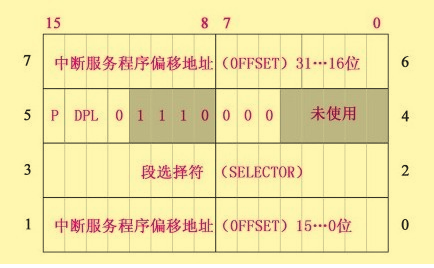 15 8 7 0
7 中断服务程序偏移地址 (OFFSET) 31…16位 6
5 P DPL 0 1 1 1 0 0 0 0 未使用 4
3 段选择符 (SELECTOR) 2
1 中断服务程序偏移地址 (OFFSET) 15…0位 0